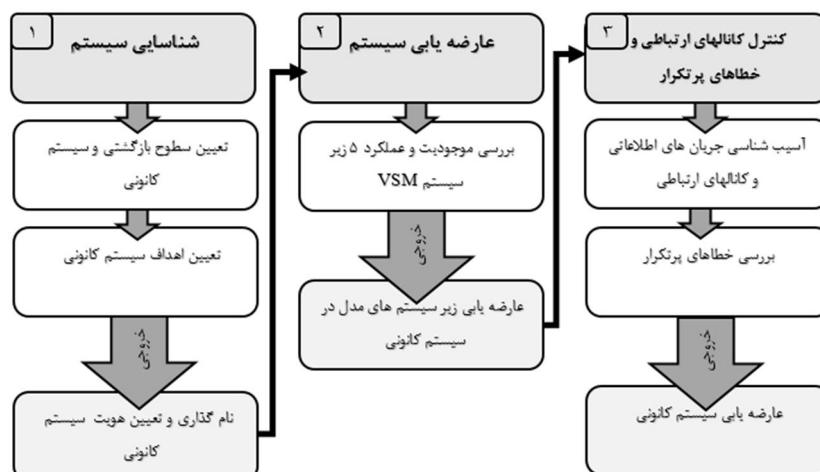 ۱
شناسایی سیستم
تعیین سطوح بازگشتی و سیستم
کانونی
تعیین اهداف سیستم کانونی
خروجی
نام گذاری و تعیین هویت سیستم
کانونی
۲
عارضه یابی سیستم
بررسی موجودیت و عملکرد ۵ زیر
سیستم VSM
خروجی
عارضه یابی زیر سیستم های مدل در
سیستم کانونی
۳
کنترل کانالهای ارتباطی و
خطاهای پرتکرار
آسیب شناسی جریان های اطلاعاتی
و کانالهای ارتباطی
بررسی خطاهای پرتکرار
خروجی
عارضه یابی سیستم کانونی